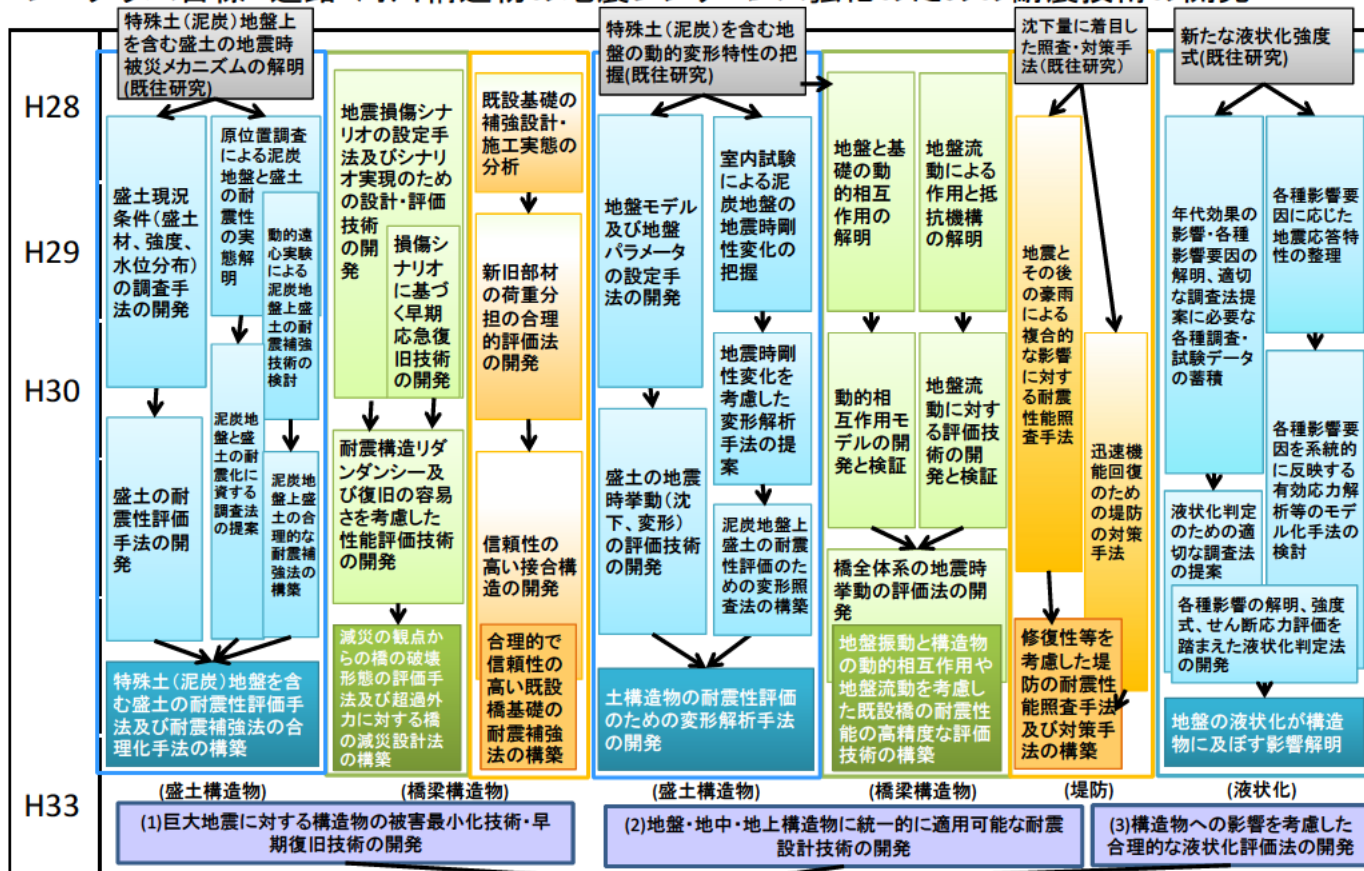 特殊土(泥炭)地盤上
を含む盛土の地震時
被災メカニズムの解明
(既往研究)
特殊土(泥炭)を含む地
盤の動的変形特性の把
握(既往研究)
沈下量に着目し
た照査・対策手
法(既往研究)
新たな液状化強度
式(既往研究)
H28
H29
H30
H33
盛土現況
条件(盛土
材、強度、
水位分布)
の調査手
法の開発
原位置調査
による泥炭
地盤と盛土
の耐
震性
の実
態解
明
動的遠
心実験に
よる
泥炭地
盤上盛
土の耐
震補強
技術の
検討
盛土の耐
震性評価
手法の開
発
泥炭地
盤と盛
土の耐
震化に
資する
調査法
の提案
泥炭地
盤上盛
土の合
理的な
耐震補
強法の
構築
特殊土(泥炭)地盤を含
む盛土の耐震性評価手
法及び耐震補強法の合
理化手法の構築
地震損傷シナ
リオの設定手
法及びシナリ
オ実現のため
の設計・評価
技術
の開
発
損傷シ
ナリオ
に基づ
く早期
応急復
旧技術
の開発
耐震構造リダ
ンダンシー及
び復旧の容易
さを考慮した
性能評価技術
の開発
減災の観点か
らの橋の破壊
形態の評価手
法及び超過外
力に対する橋
の減災設計法
の構築
既設基礎の
補強設計・
施工実態の
分析
新旧部材
の荷重分
担の合理
的評価法
の開発
信頼性の
高い接合構
造の開発
合理的で
信頼性の
高い既設
橋基礎の
耐震補強
法の構築
地盤モデル
及び地盤
パラメータ
の設定手
法の開発
室内試験
による泥
炭地盤の
地震時剛
性変化の
把握
盛土の地震
時挙動(沈
下、変形)
の評価技術
の開発
地震時剛
性変化を
考慮した
変形解析
手法の提
案
泥炭地盤上
盛土の耐震
性評価のた
めの変形照
査法の構築
土構造物の耐震性評価
のための変形解析手法
の開発
地盤と基
礎の動
的相互
作用の
解明
地盤流
動による
作用と抵
抗機構
の解明
動的相
互作用モ
デルの開
発と検証
地盤流
動に対す
る評価技
術の開
発と検証
橋全体系の地震時
挙動の評価法の開
発
地盤振動と構造物
の動的相互作用や
地盤流動を考慮し
た既設橋の耐震性
能の高精度な評価
技術の構築
地震と
その後
の豪雨
による
複合的
な影響
に対す
る耐震
性能照
査手法
迅速機
能回復
のため
の堤防
の対策
手法
修復性等を
考慮した堤
防の耐震性
能照査手法
及び対策手
法の構築
年代効果の
影響・各種
影響要因の
解明、適切
な調査法提
案に必要な
各種調査・
試験データ
の蓄積
各種影響要
因に応じた
地震応答特
性の整理
液状化判定
のための適
切な調査法
の提案
各種影響要
因を系統的
に反映する
有効応力解
析等のモデ
ル化手法の
検討
各種影響の解明、強度
式、せん断応力評価を
踏まえた液状化判定法
の開発
地盤の液状化が構造
物に及ぼす影響解明
(盛土構造物)
(橋梁構造物)
(盛土構造物)
(橋梁構造物)
(堤防)
(液状化)
(1)巨大地震に対する構造物の被害最小化技術・早
期復旧技術の開発
(2)地盤・地中・地上構造物に統一的に適用可能な耐震
設計技術の開発
(3)構造物への影響を考慮した
合理的な液状化評価法の開発